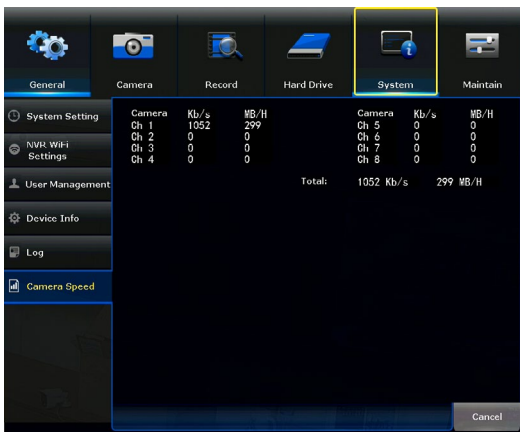 General Camera Record Hard Drive System Maintain
System Setting
NVR WiFi
Settings
User Management
Device Info
Log
Camera Speed
Camera Kb/s MB/H Camera Kb/s MB/H
Ch 1 1052 299 Ch 5 0 0
Ch 2 0 0 Ch 6 0 0
Ch 3 0 0 Ch 7 0 0
Ch 4 0 0 Ch 8 0 0
Total: 1052 Kb/s 299 MB/H
Cancel